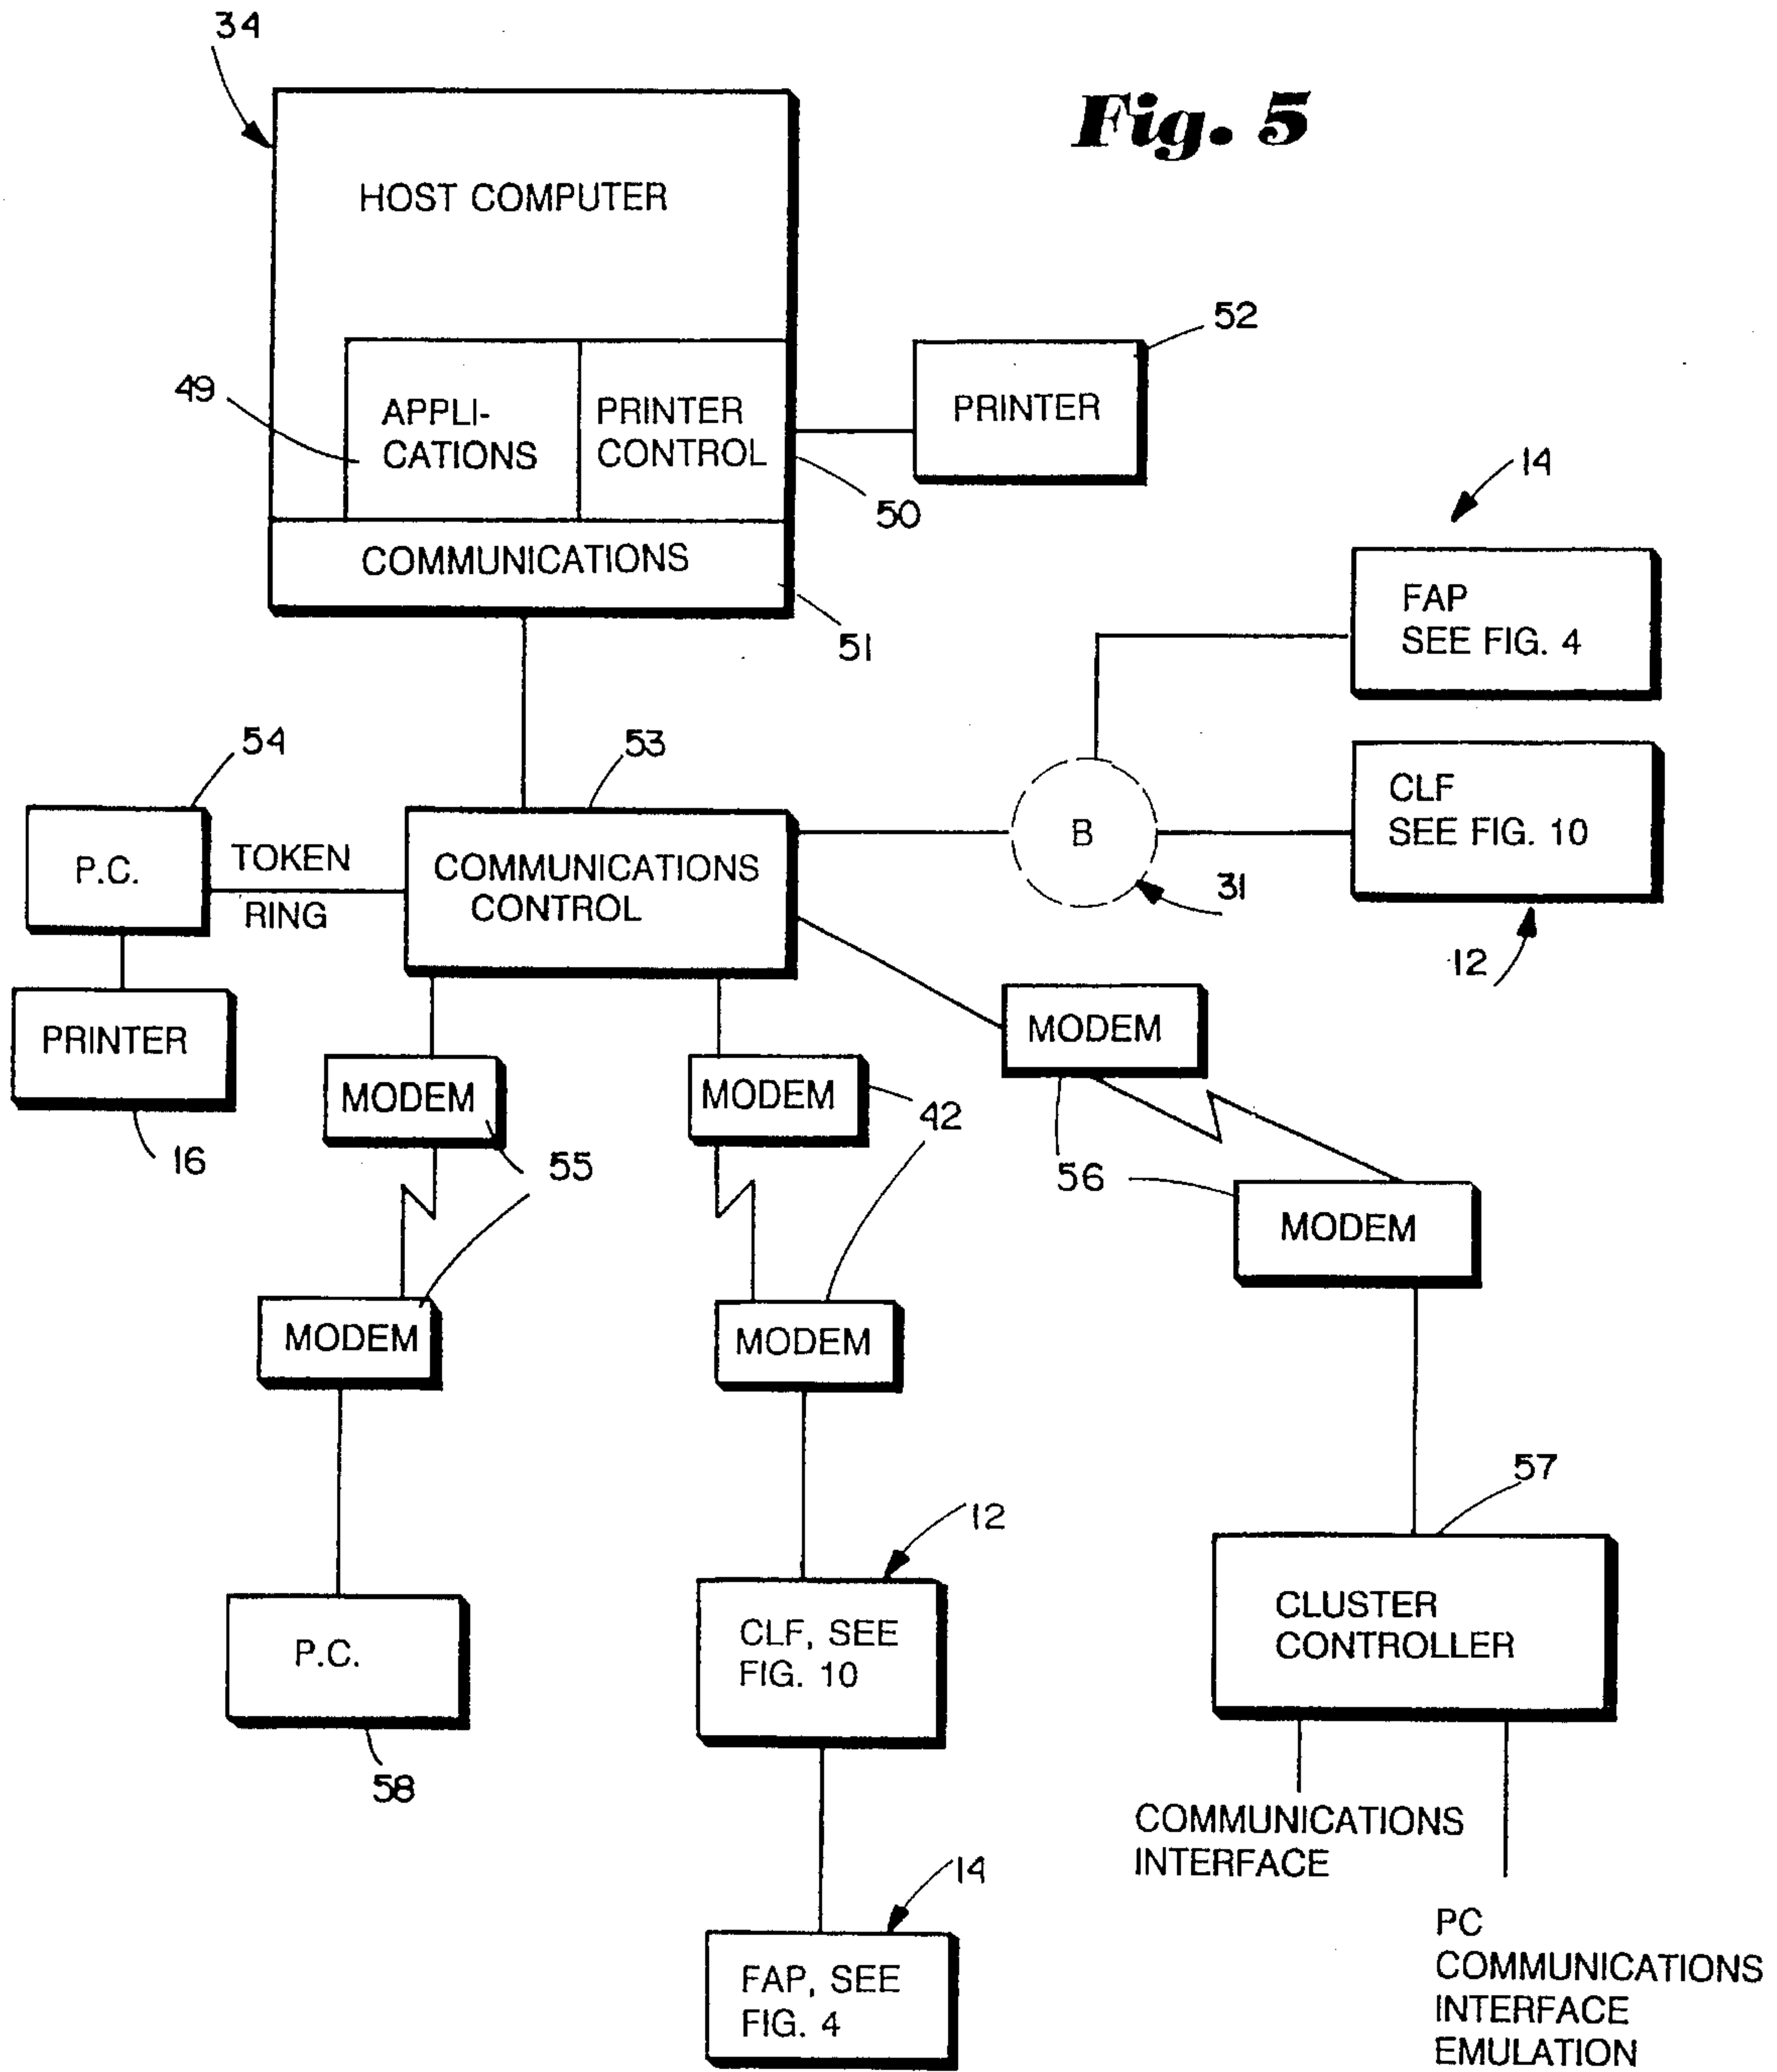 34
Fig. 5
HOST COMPUTER
52
49
APPLI-
CATIONS
PRINTER
CONTROL
PRINTER
50
14
COMMUNICATIONS
51
FAP
SEE FIG. 4
54
53
P.C.
TOKEN
RING
COMMUNICATIONS
CONTROL
B
31
CLF
SEE FIG. 10
12
PRINTER
16
MODEM
55
MODEM
42
MODEM
56
MODEM
MODEM
MODEM
57
P.C.
58
12
CLF, SEE
FIG. 10
CLUSTER
CONTROLLER
COMMUNICATIONS
INTERFACE
14
FAP, SEE
FIG. 4
PC
COMMUNICATIONS
INTERFACE
EMULATION